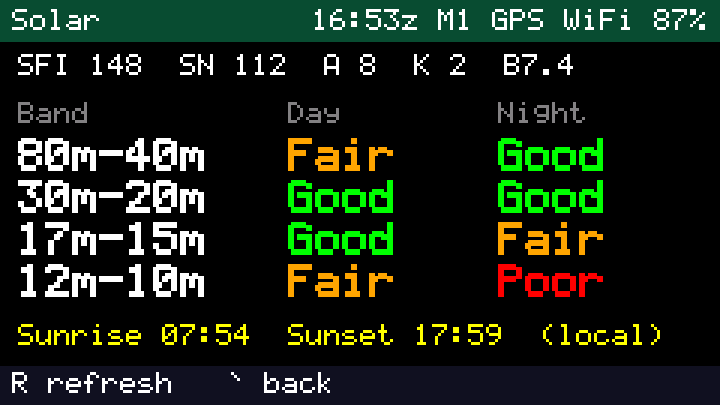 Solar 16:53z M1 GPS WiFi 87%
SFI 148 SN 112 A 8 K 2 B7.4
Band Day Night
80m-40m Fair Good
30m-20m Good Good
17m-15m Good Fair
12m-10m Fair Poor
Sunrise 07:54 Sunset 17:59 (local)
R refresh ` back